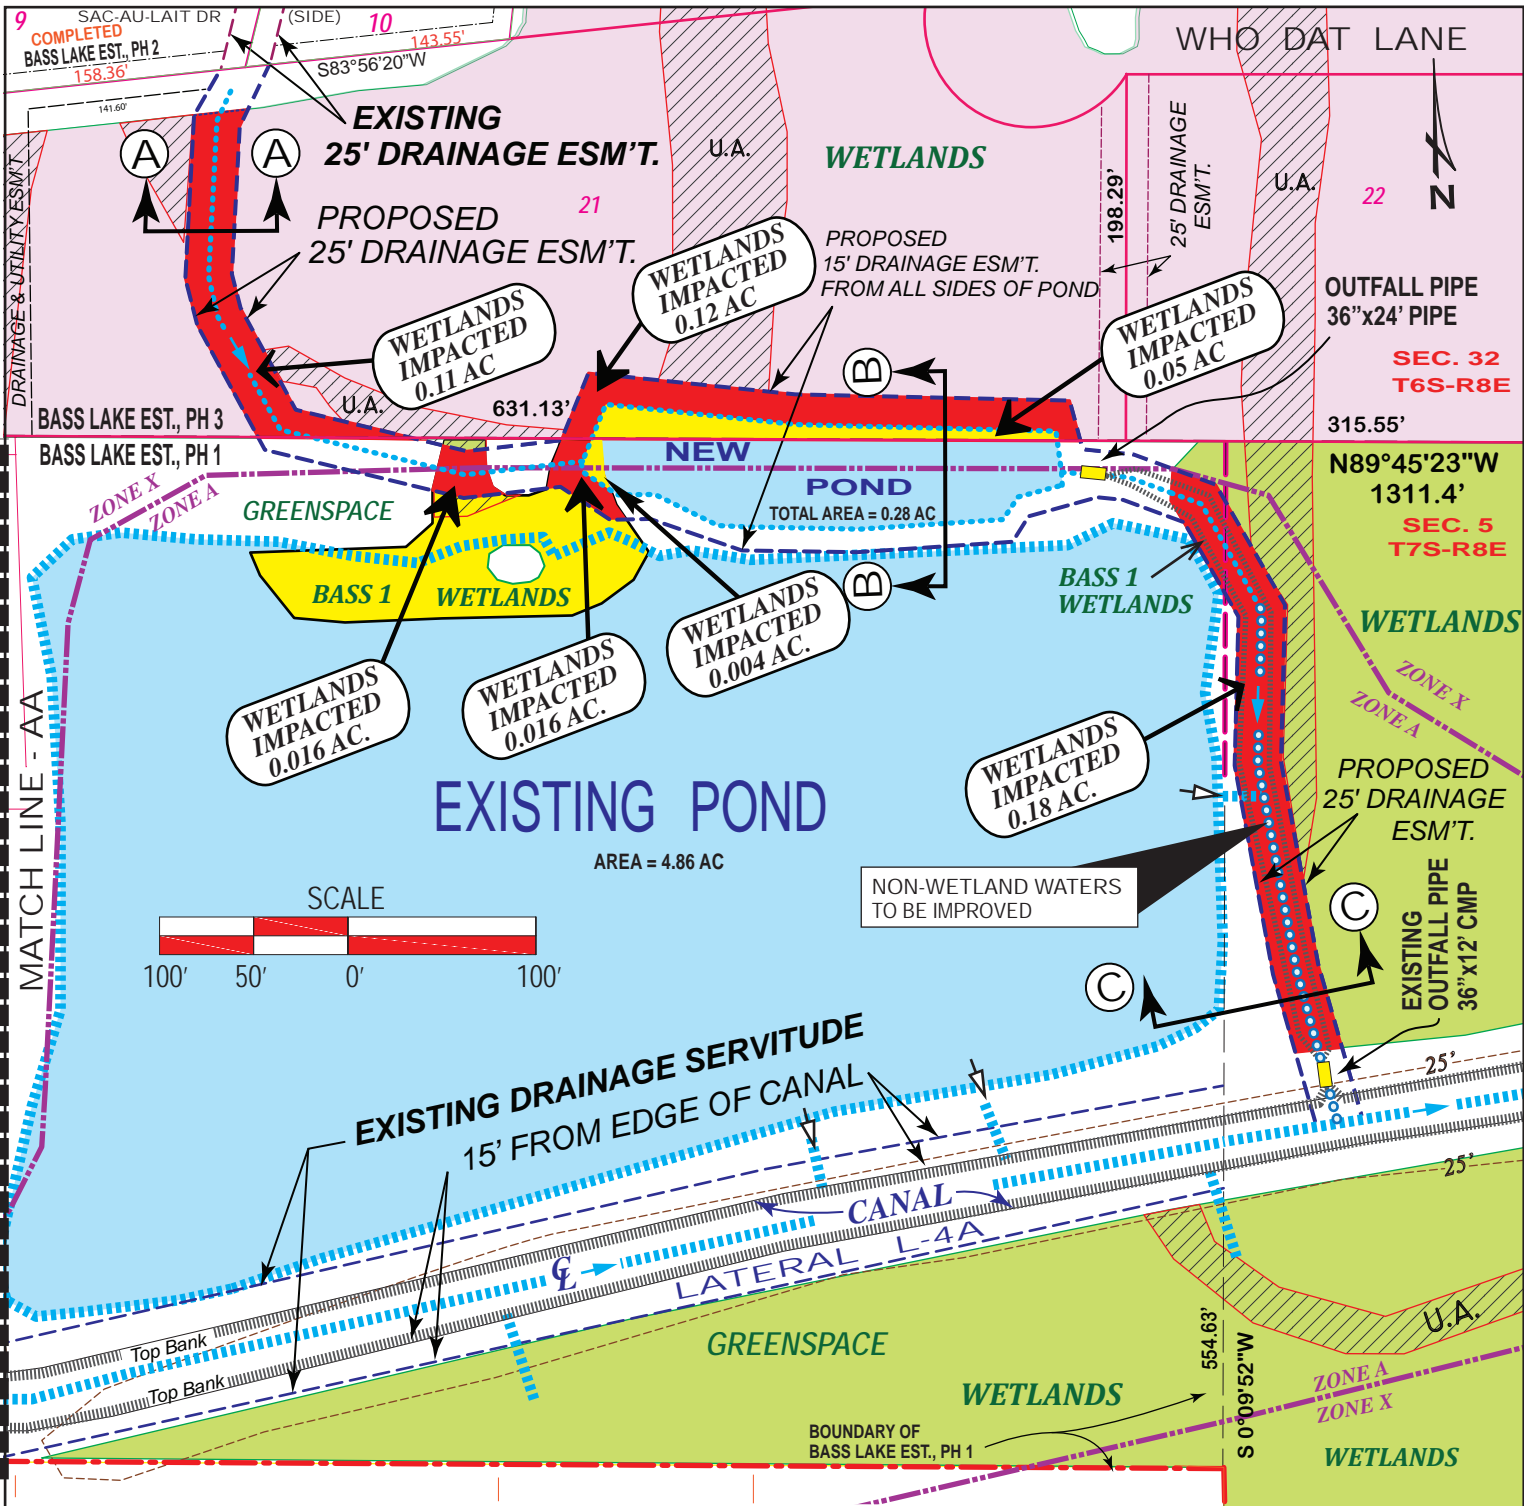 9
SAC-AU-LAIT DR
(SIDE)
10
COMPLETED
BASS LAKE EST., PH 2
158.36'
143.55'
S83°56'20"W
141.60'
WHO DAT LANE
EXISTING
25' DRAINAGE ESM'T.
A
A
U.A.
WETLANDS
U.A.
22
N
21
198.29'
25' DRAINAGE
ESM'T.
DRAINAGE & UTILITY ESM'T
PROPOSED
25' DRAINAGE ESM'T.
WETLANDS
IMPACTED
0.12 AC
PROPOSED
15' DRAINAGE ESM'T.
FROM ALL SIDES OF POND
WETLANDS
IMPACTED
0.11 AC
WETLANDS
IMPACTED
0.05 AC
OUTFALL PIPE
36"x24' PIPE
SEC. 32
T6S-R8E
B
U.A.
631.13'
315.55'
BASS LAKE EST., PH 3
BASS LAKE EST., PH 1
NEW
POND
TOTAL AREA = 0.28 AC
N89°45'23"W
1311.4'
SEC. 5
T7S-R8E
ZONE X
ZONE A
GREENSPACE
BASS 1
WETLANDS
B
BASS 1
WETLANDS
WETLANDS
WETLANDS
IMPACTED
0.004 AC.
WETLANDS
IMPACTED
0.016 AC.
WETLANDS
IMPACTED
0.016 AC.
ZONE X
ZONE A
WETLANDS
IMPACTED
0.18 AC.
MATCH LINE - AA
EXISTING POND
AREA = 4.86 AC
PROPOSED
25' DRAINAGE
ESM'T.
NON-WETLAND WATERS
TO BE IMPROVED
SCALE
100' 50' 0' 100'
C
C
EXISTING
OUTFALL PIPE
36"x12' CMP
EXISTING DRAINAGE SERVITUDE
15' FROM EDGE OF CANAL
25'
25'
CANAL
CL
LATERAL L-4A
Top Bank
Top Bank
GREENSPACE
U.A.
554.63'
S 0°09'52"W
WETLANDS
ZONE A
ZONE X
BOUNDARY OF
BASS LAKE EST., PH 1
WETLANDS